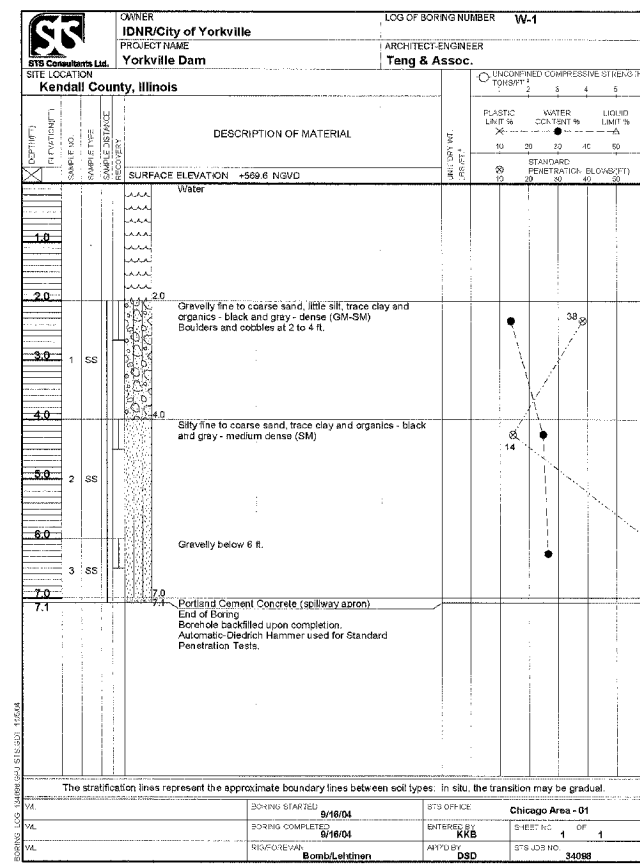 STS
STS Consultants Ltd.
OWNER
IDNR/City of Yorkville
LOG OF BORING NUMBER W-1
PROJECT NAME
Yorkville Dam
ARCHITECT-ENGINEER
Teng & Assoc.
SITE LOCATION
Kendall County, Illinois
UNCONFINED COMPRESSIVE STRENGTH
TONS/FT²
DEPTH(FT)
ELEVATION(FT)
SAMPLE NO.
SAMPLE TYPE
SAMPLE DISTANCE
RECOVERY
DESCRIPTION OF MATERIAL
UNIT DRY WT.
LBS./FT³
PLASTIC WATER LIQUID
LIMIT % CONTENT % LIMIT %
10 20 30 40 50
STANDARD
PENETRATION BLOWS/(FT)
10 20 30 40 50
SURFACE ELEVATION +569.6 NGVD
Water
1.0
2.0 2.0
Gravelly fine to coarse sand, little silt, trace clay and
organics - black and gray - dense (GM-SM)
Boulders and cobbles at 2 to 4 ft.
38
3.0 1 SS
4.0 4.0
Silty fine to coarse sand, trace clay and organics - black
and grey - medium dense (SM)
14
5.0 2 SS
6.0
Gravelly below 6 ft.
3 SS
7.0 7.0
7.1 7.1
Portland Cement Concrete (spillway apron)
End of Boring
Borehole backfilled upon completion.
Automatic-Diedrich Hammer used for Standard
Penetration Tests.
The stratification lines represent the approximate boundary lines between soil types: in situ, the transition may be gradual.
WL BORING STARTED 9/16/04 STS OFFICE Chicago Area - 01
WL BORING COMPLETED 9/16/04 ENTERED BY KKB SHEET NO. 1 OF 1
WL RIG/FOREMAN Bomb/Lehtinen APP'D BY DSD STS JOB NO. 34098
BORING LOG 34098.GPJ STS.GDT 11/5/04